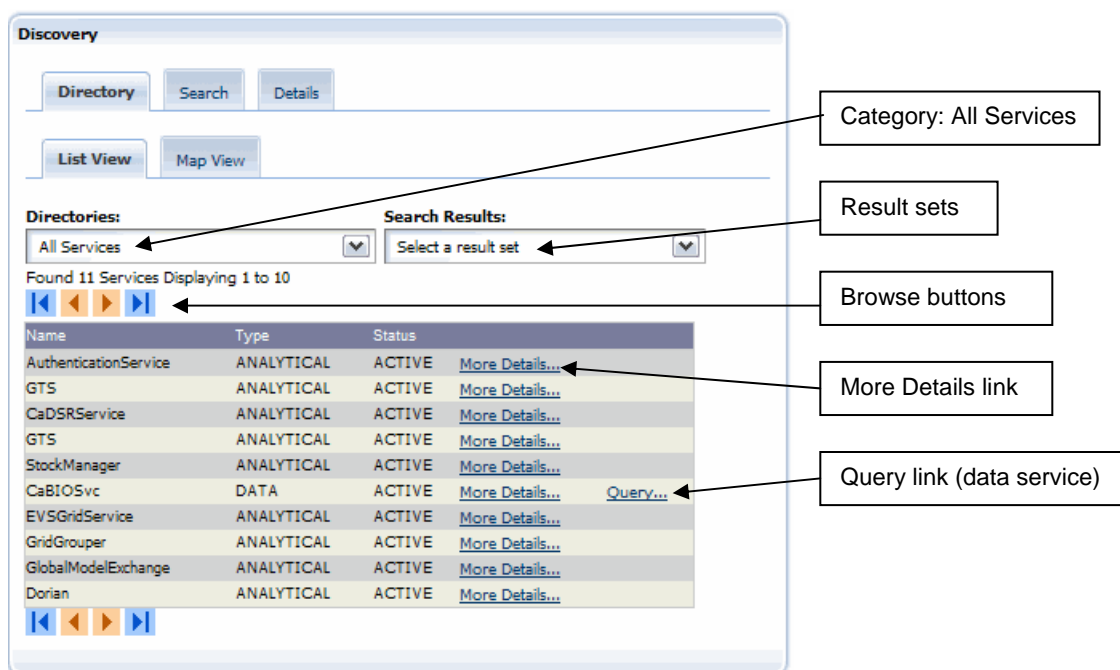 Discovery
Directory Search Details
Category: All Services
List View Map View
Result sets
Directories: Search Results:
All Services Select a result set
Found 11 Services Displaying 1 to 10
Browse buttons
Name Type Status
AuthenticationService ANALYTICAL ACTIVE More Details...
GTS ANALYTICAL ACTIVE More Details...
More Details link
CaDSRService ANALYTICAL ACTIVE More Details...
GTS ANALYTICAL ACTIVE More Details...
StockManager ANALYTICAL ACTIVE More Details...
CaBIOSvc DATA ACTIVE More Details... Query...
Query link (data service)
EVSGridService ANALYTICAL ACTIVE More Details...
GridGrouper ANALYTICAL ACTIVE More Details...
GlobalModelExchange ANALYTICAL ACTIVE More Details...
Dorian ANALYTICAL ACTIVE More Details...